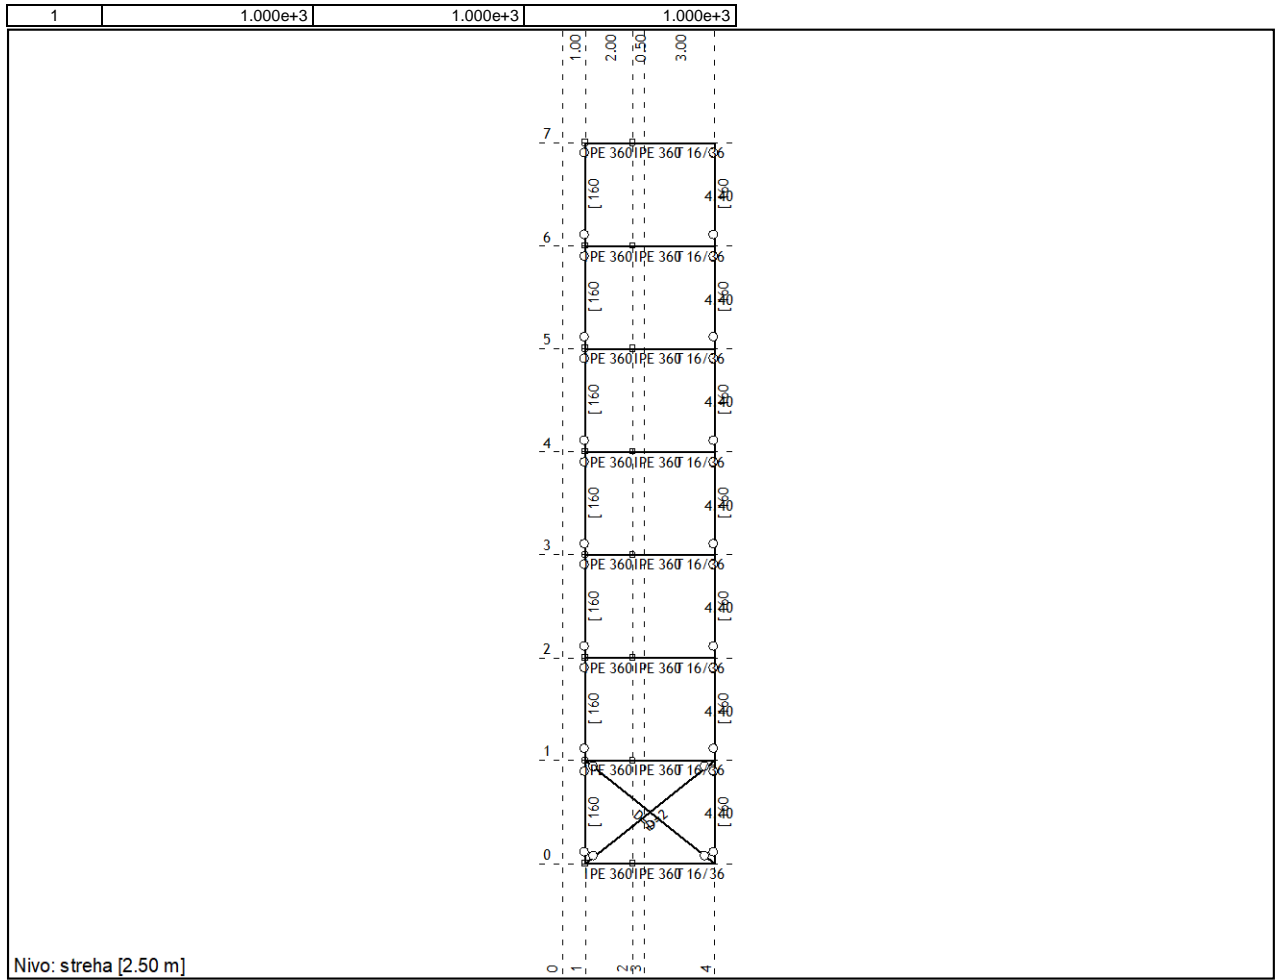 1 1.000e+3 1.000e+3 1.000e+3
1.00 2.00 0.50 3.00
7
IPE 360 IPE 360 T 16/36
[ 160 4.40 [ 160
6
IPE 360 IPE 360 T 16/36
[ 160 4.40 [ 160
5
IPE 360 IPE 360 T 16/36
[ 160 4.40 [ 160
4
IPE 360 IPE 360 T 16/36
[ 160 4.40 [ 160
3
IPE 360 IPE 360 T 16/36
[ 160 4.40 [ 160
2
IPE 360 IPE 360 T 16/36
[ 160 4.40 [ 160
1
IPE 360 IPE 360 T 16/36
[ 160 4.40 [ 160
0
IPE 360 IPE 360 T 16/36
Nivo: streha [2.50 m]
0 1 2 3 4